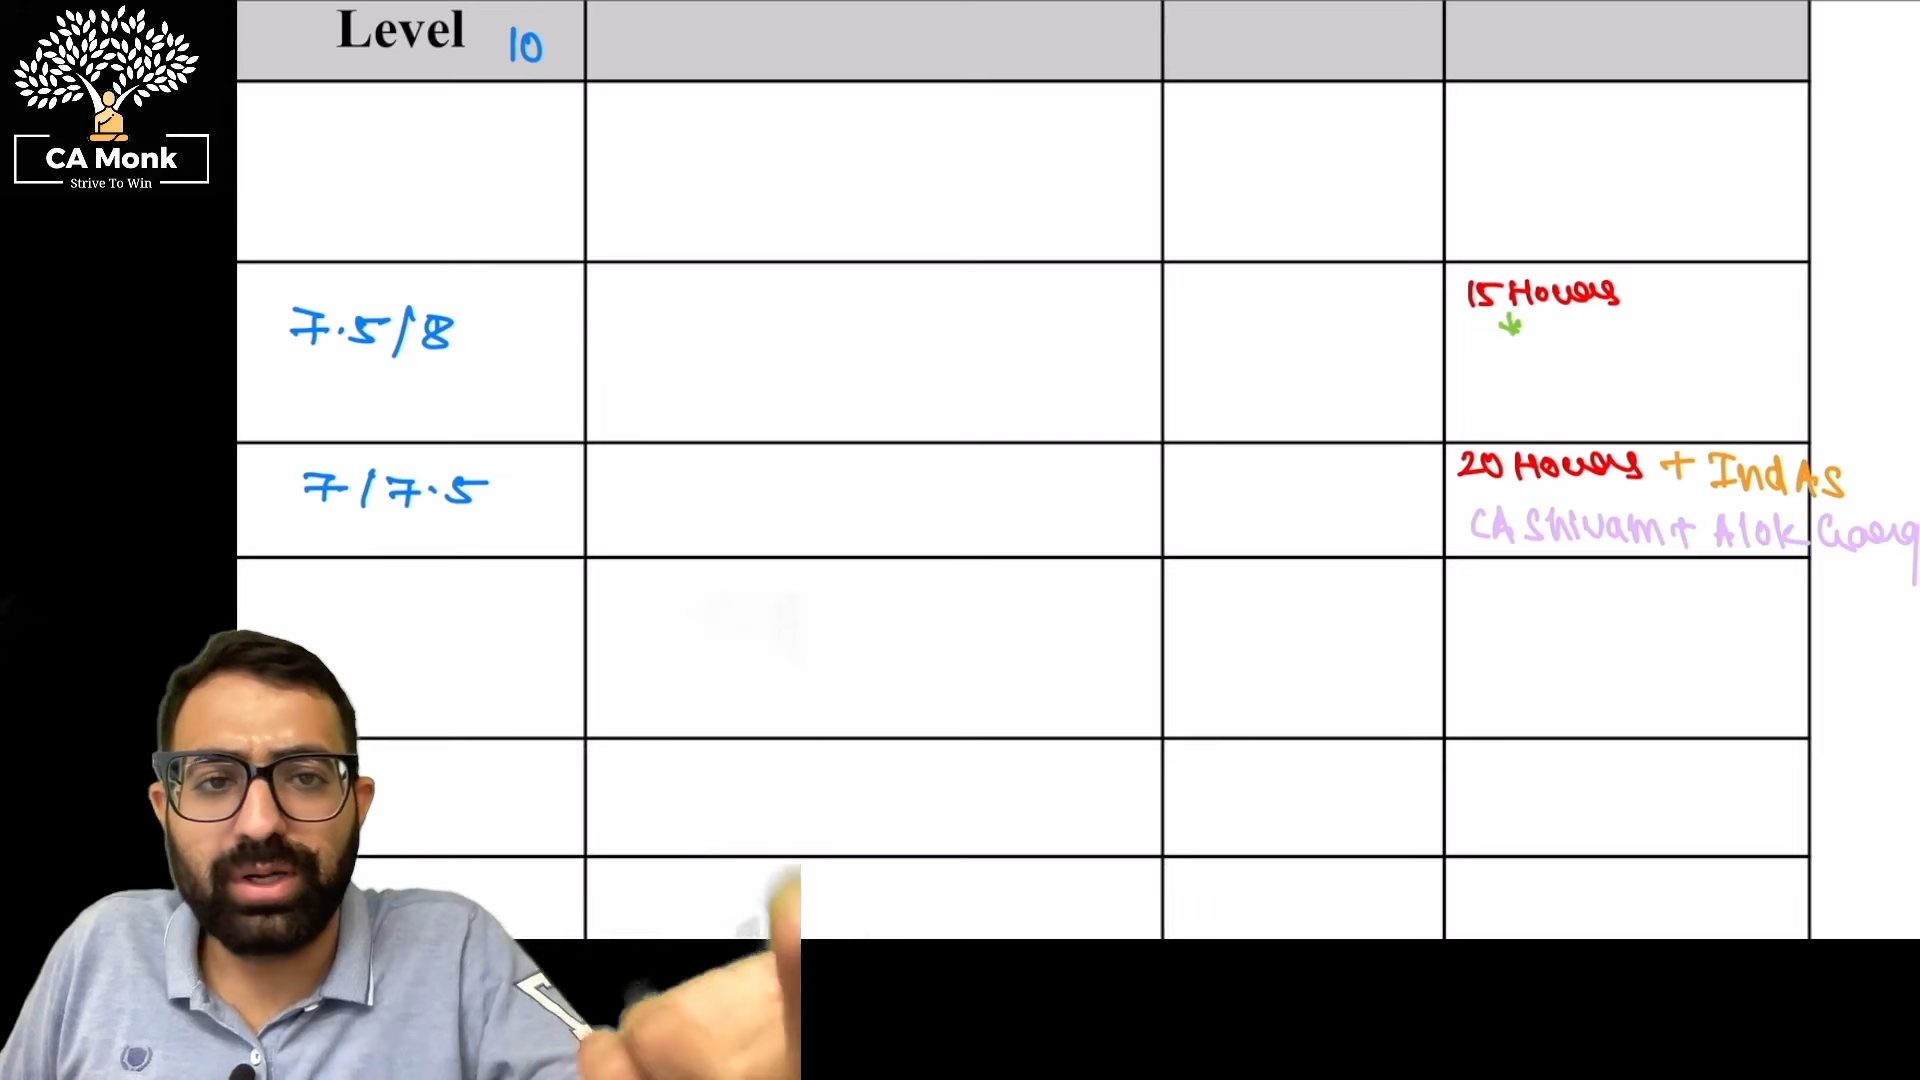 CA Monk
Strive To Win
Level 10
7.5/8
15 Hours
7/7.5
20 Hours + Ind AS
CA Shivam + Alok Garg